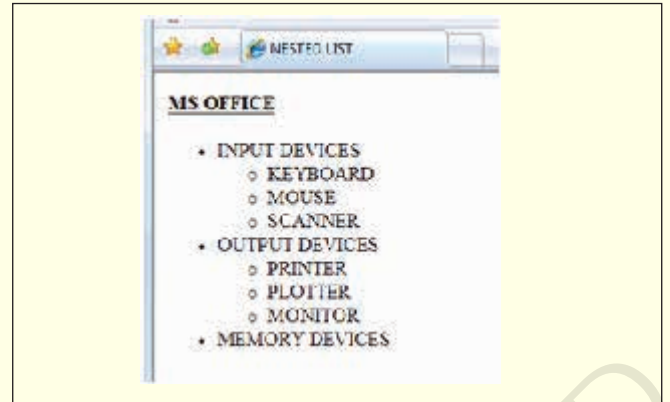 NESTED LIST
MS OFFICE
• INPUT DEVICES
o KEYBOARD
o MOUSE
o SCANNER
• OUTPUT DEVICES
o PRINTER
o PLOTTER
o MONITOR
• MEMORY DEVICES